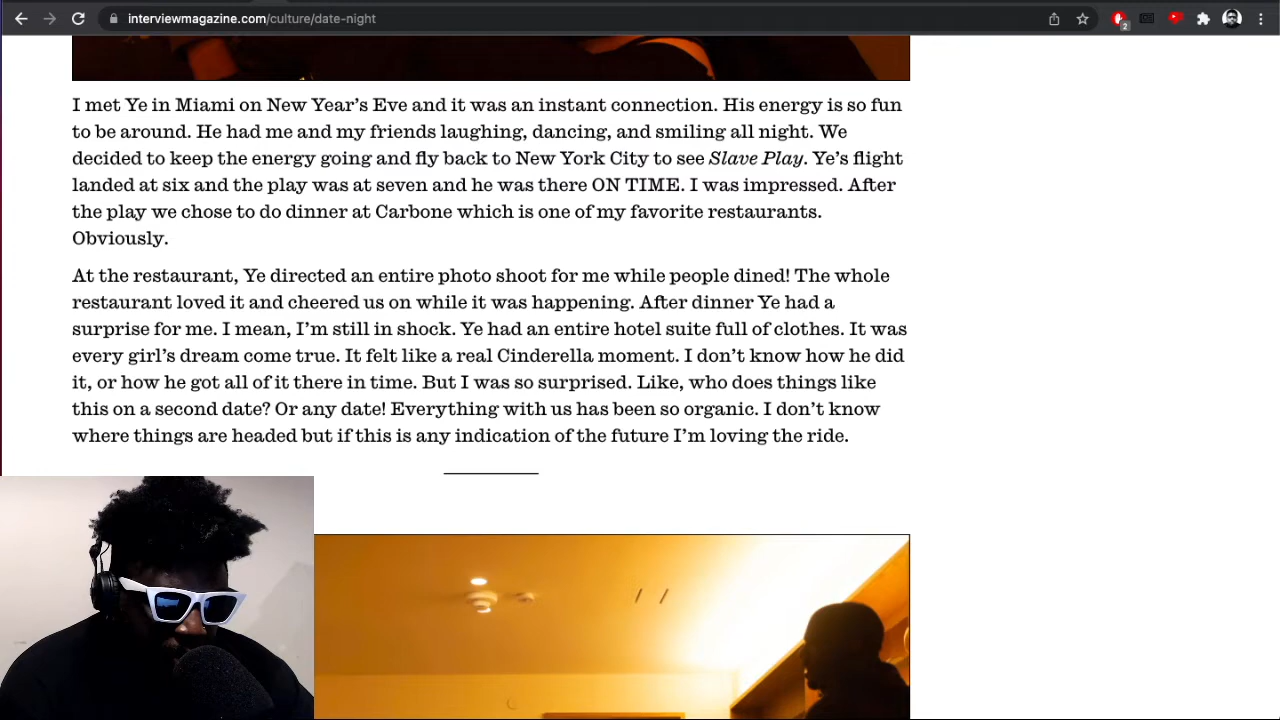 interviewmagazine.com/culture/date-night
2
I met Ye in Miami on New Year’s Eve and it was an instant connection. His energy is so fun
to be around. He had me and my friends laughing, dancing, and smiling all night. We
decided to keep the energy going and fly back to New York City to see Slave Play. Ye’s flight
landed at six and the play was at seven and he was there ON TIME. I was impressed. After
the play we chose to do dinner at Carbone which is one of my favorite restaurants.
Obviously.
At the restaurant, Ye directed an entire photo shoot for me while people dined! The whole
restaurant loved it and cheered us on while it was happening. After dinner Ye had a
surprise for me. I mean, I’m still in shock. Ye had an entire hotel suite full of clothes. It was
every girl’s dream come true. It felt like a real Cinderella moment. I don’t know how he did
it, or how he got all of it there in time. But I was so surprised. Like, who does things like
this on a second date? Or any date! Everything with us has been so organic. I don’t know
where things are headed but if this is any indication of the future I’m loving the ride.